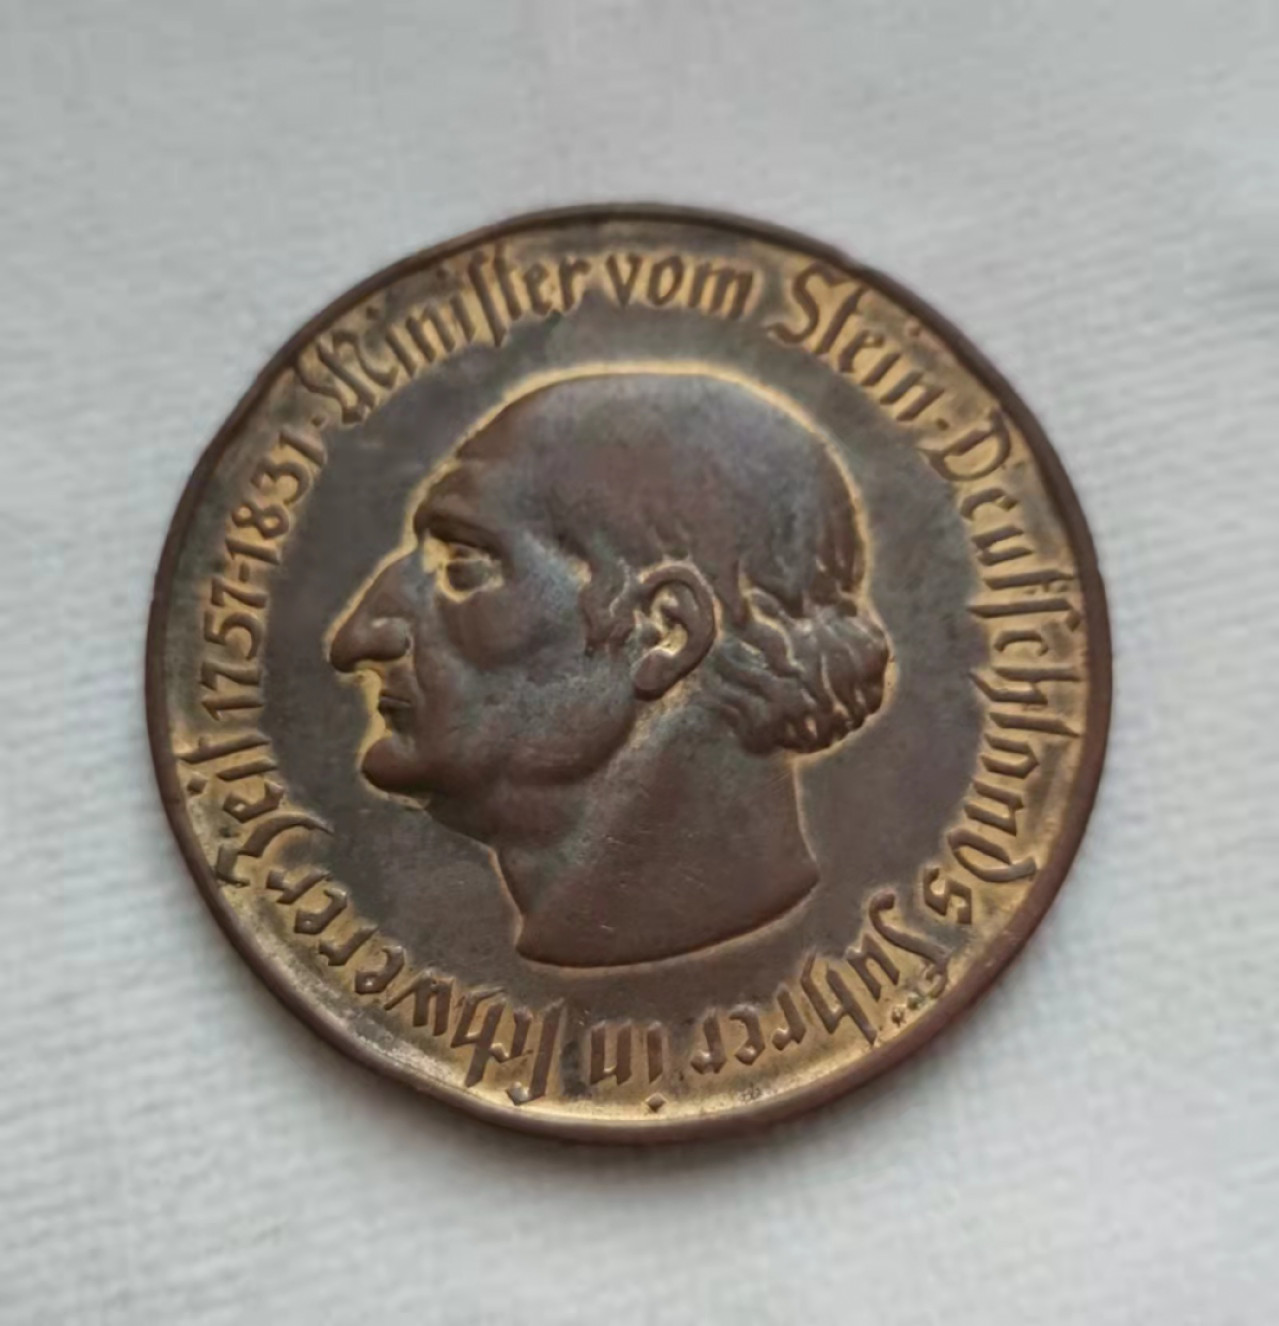 Minister vom Stein · Deutschlands Führer in schwerer Zeit 1757-1831 ·